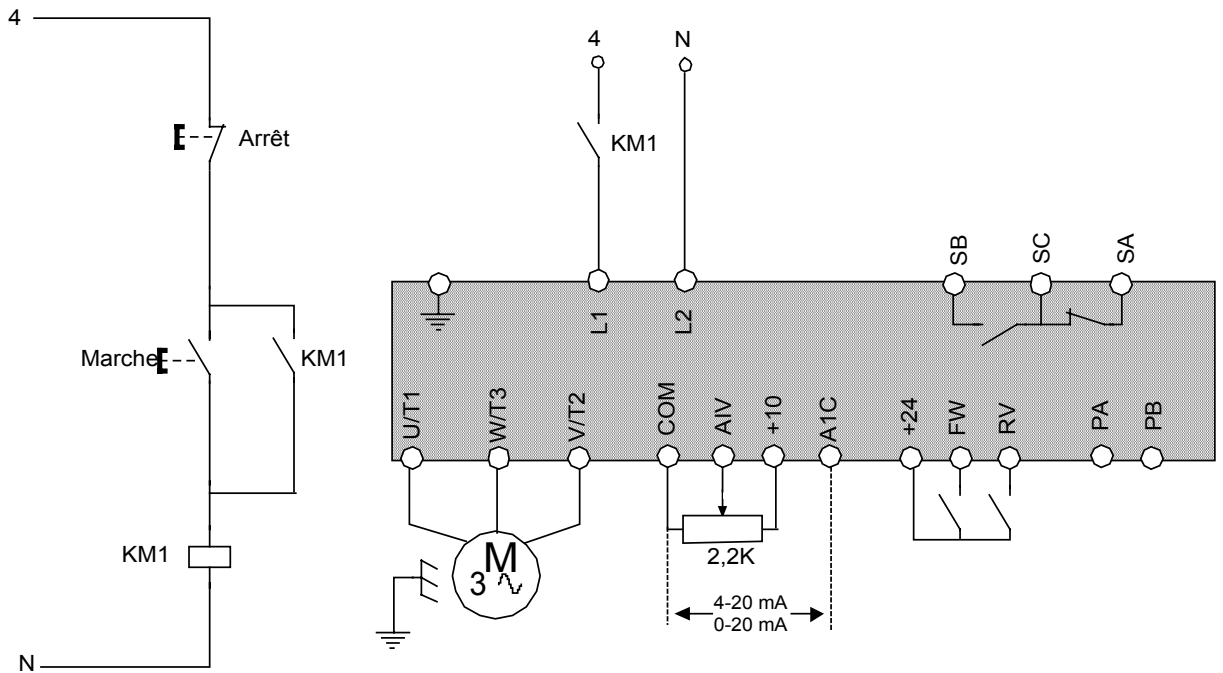 4
Arrêt
Marche
KM1
KM1
N
4
N
KM1
SB
SC
SA
L1
L2
U/T1
W/T3
V/T2
COM
AIV
+10
A1C
+24
FW
RV
PA
PB
M
3
2,2K
4-20 mA
0-20 mA